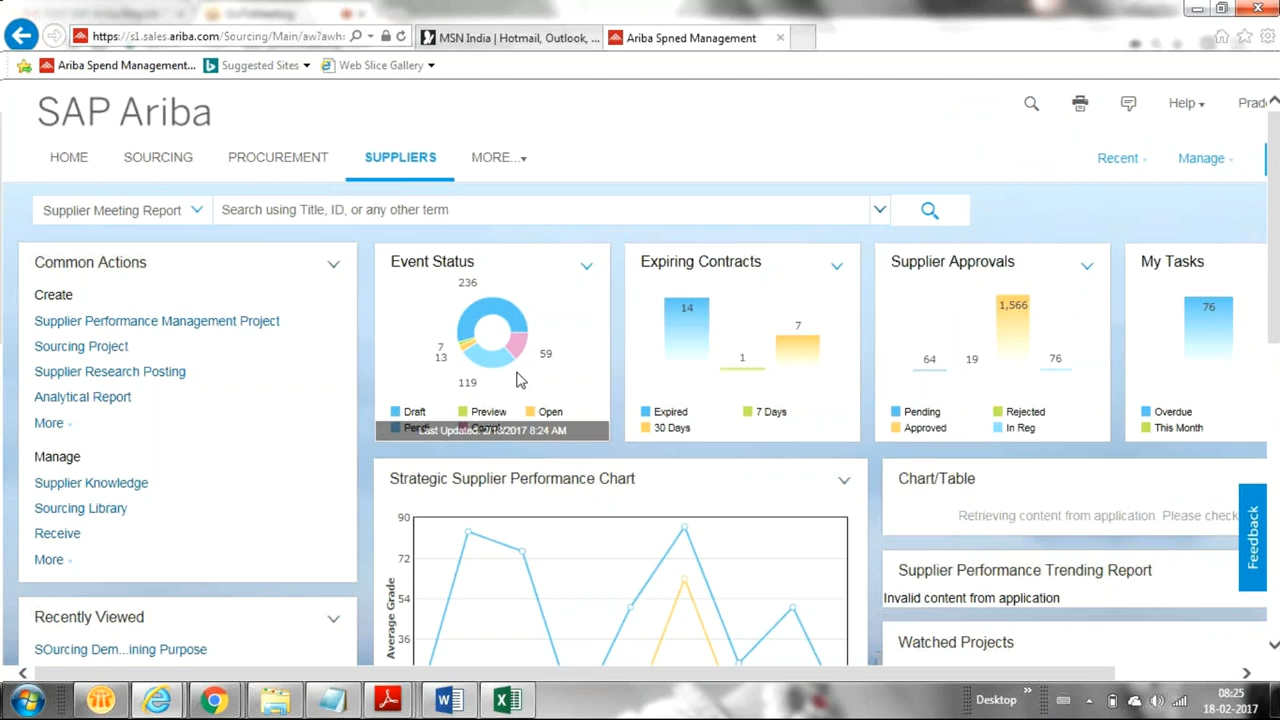 https://s1.sales.ariba.com/Sourcing/Main/aw?awh:
MSN India | Hotmail, Outlook, ...
Ariba Spned Management
Ariba Spend Management...
Suggested Sites
Web Slice Gallery
SAP Ariba
Help
HOME
SOURCING
PROCUREMENT
SUPPLIERS
MORE...
Recent
Manage
Supplier Meeting Report
Search using Title, ID, or any other term
Common Actions
Create
Supplier Performance Management Project
Sourcing Project
Supplier Research Posting
Analytical Report
More
Manage
Supplier Knowledge
Sourcing Library
Receive
More
Recently Viewed
SOurcing Dem...ining Purpose
Event Status
236
7
13
59
119
Draft
Preview
Open
Last Updated: 2/18/2017 8:24 AM
Expiring Contracts
14
1
7
Expired
7 Days
30 Days
Supplier Approvals
64
19
1,566
76
Pending
Rejected
Approved
In Reg
My Tasks
76
Overdue
This Month
Strategic Supplier Performance Chart
90
72
54
36
Average Grade
Chart/Table
Retrieving content from application. Please check
Supplier Performance Trending Report
Invalid content from application
Watched Projects
Feedback
Desktop
08:25
18-02-2017